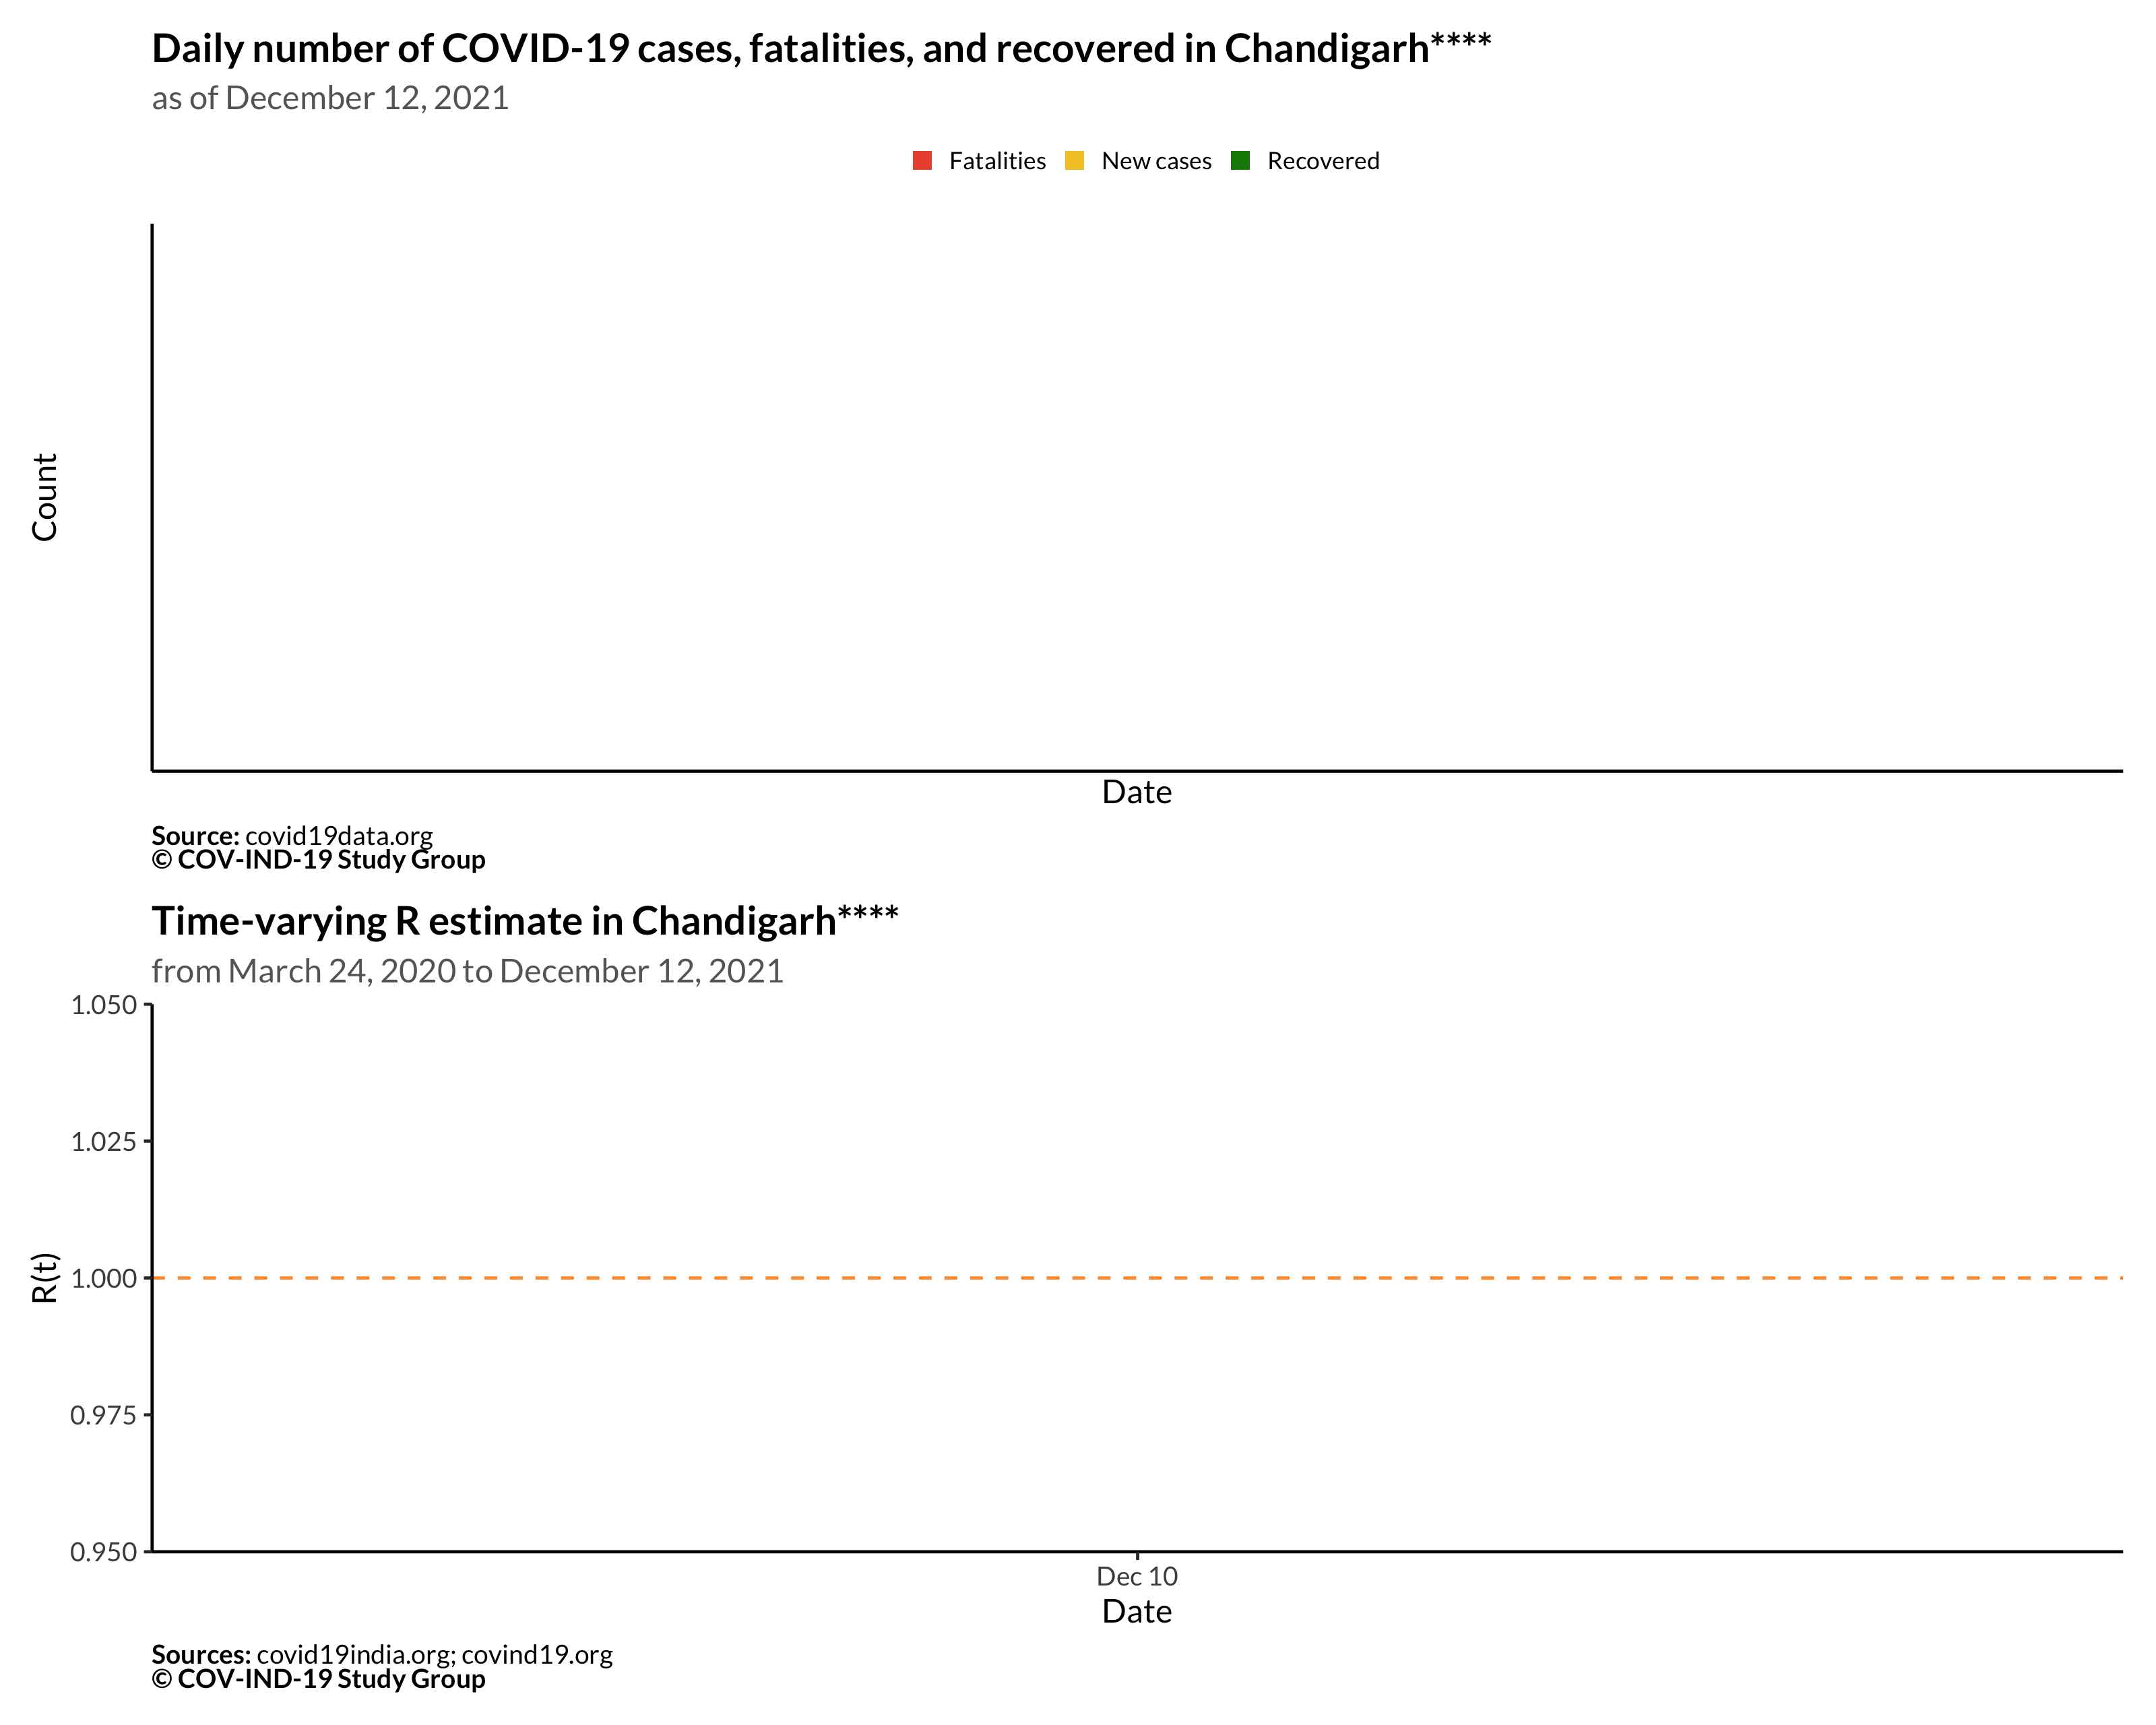 Daily number of COVID-19 cases, fatalities, and recovered in Chandigarh****
as of December 12, 2021
Fatalities New cases Recovered
Count
Date
Source: covid19data.org
© COV-IND-19 Study Group
Time-varying R estimate in Chandigarh****
from March 24, 2020 to December 12, 2021
1.050
1.025
R(t)
1.000
0.975
0.950
Dec 10
Date
Sources: covid19india.org; covind19.org
© COV-IND-19 Study Group